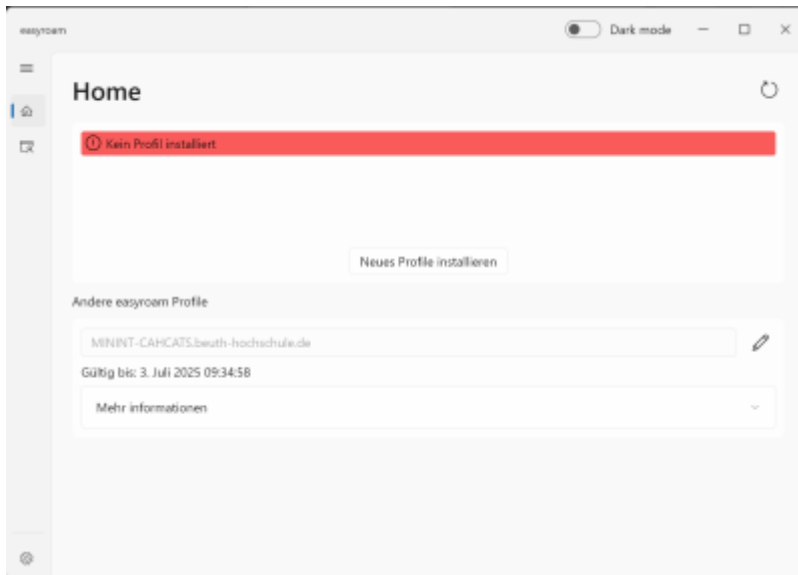 easyroam
Dark mode
Home
Kein Profil installiert
Neues Profile installieren
Andere easyroam Profile
MININT-CAHCATS.beuth-hochschule.de
Gültig bis: 3. Juli 2025 09:34:58
Mehr informationen